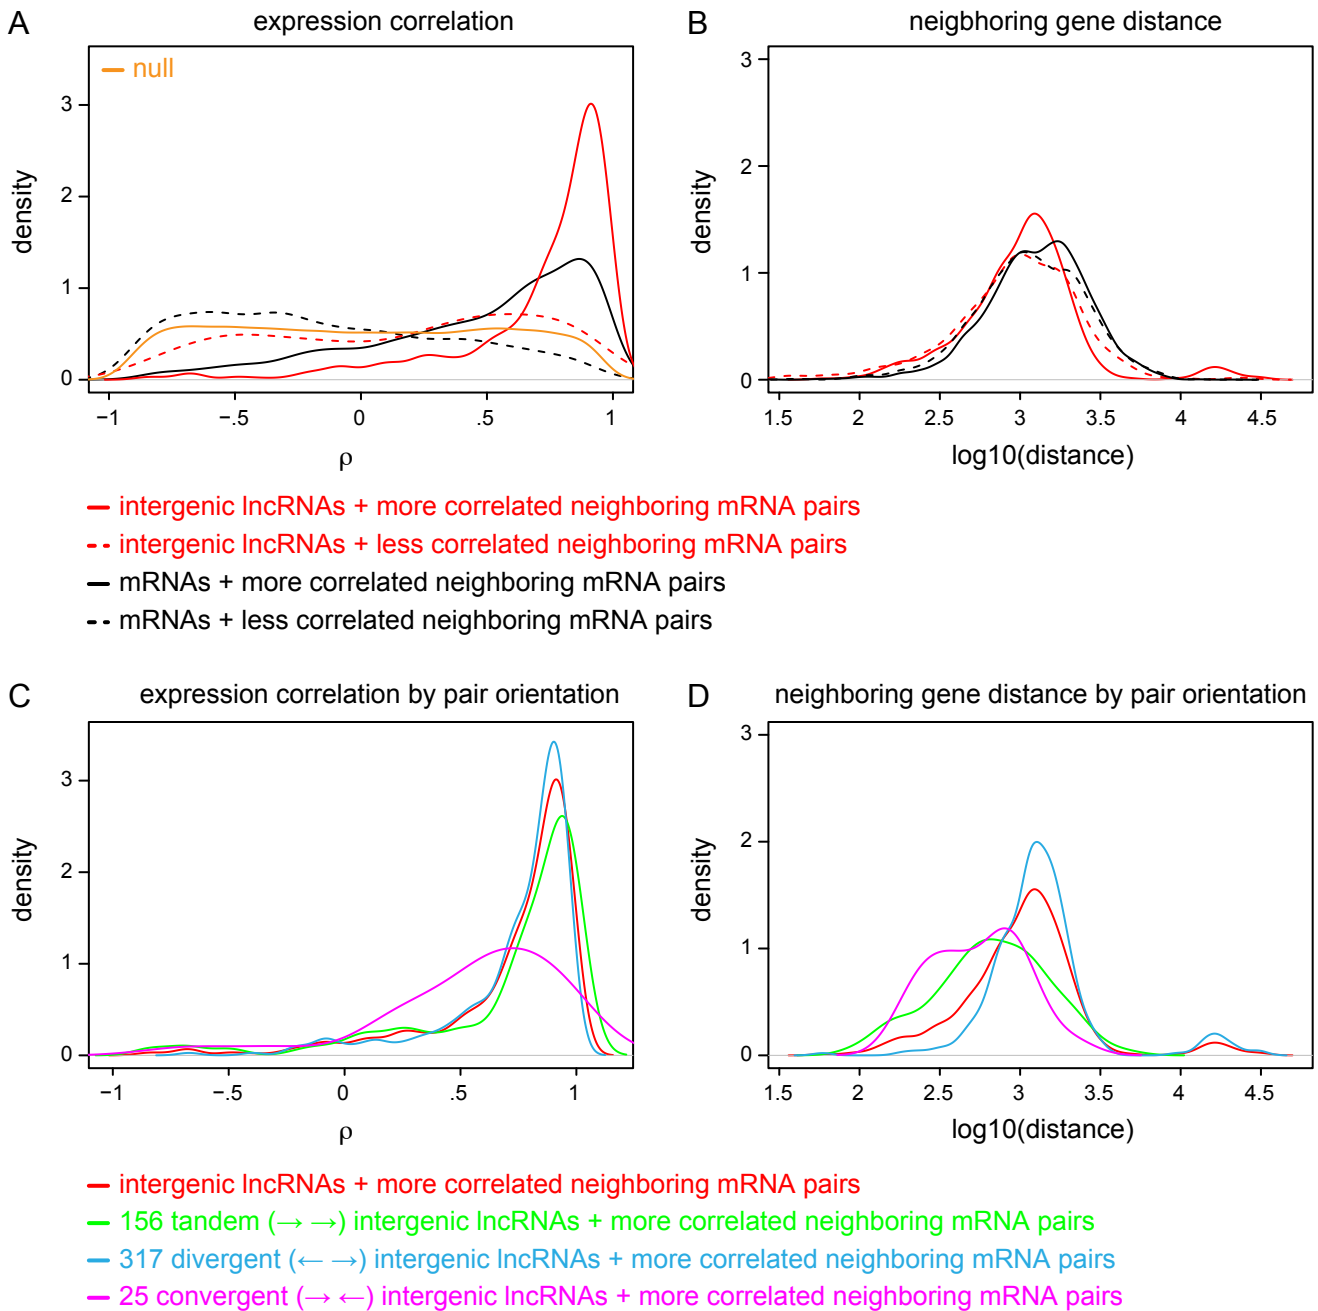 A
expression correlation
null
density
3
2
1
0
−1
−.5
0
.5
1
ρ
B
neigbhoring gene distance
density
3
2
1
0
1.5
2
2.5
3
3.5
4
4.5
log10(distance)
intergenic lncRNAs + more correlated neighboring mRNA pairs
intergenic lncRNAs + less correlated neighboring mRNA pairs
mRNAs + more correlated neighboring mRNA pairs
mRNAs + less correlated neighboring mRNA pairs
C
expression correlation by pair orientation
density
3
2
1
0
−1
−.5
0
.5
1
ρ
D
neighboring gene distance by pair orientation
density
3
2
1
0
1.5
2
2.5
3
3.5
4
4.5
log10(distance)
intergenic lncRNAs + more correlated neighboring mRNA pairs
156 tandem (→ →) intergenic lncRNAs + more correlated neighboring mRNA pairs
317 divergent (← →) intergenic lncRNAs + more correlated neighboring mRNA pairs
25 convergent (→ ←) intergenic lncRNAs + more correlated neighboring mRNA pairs